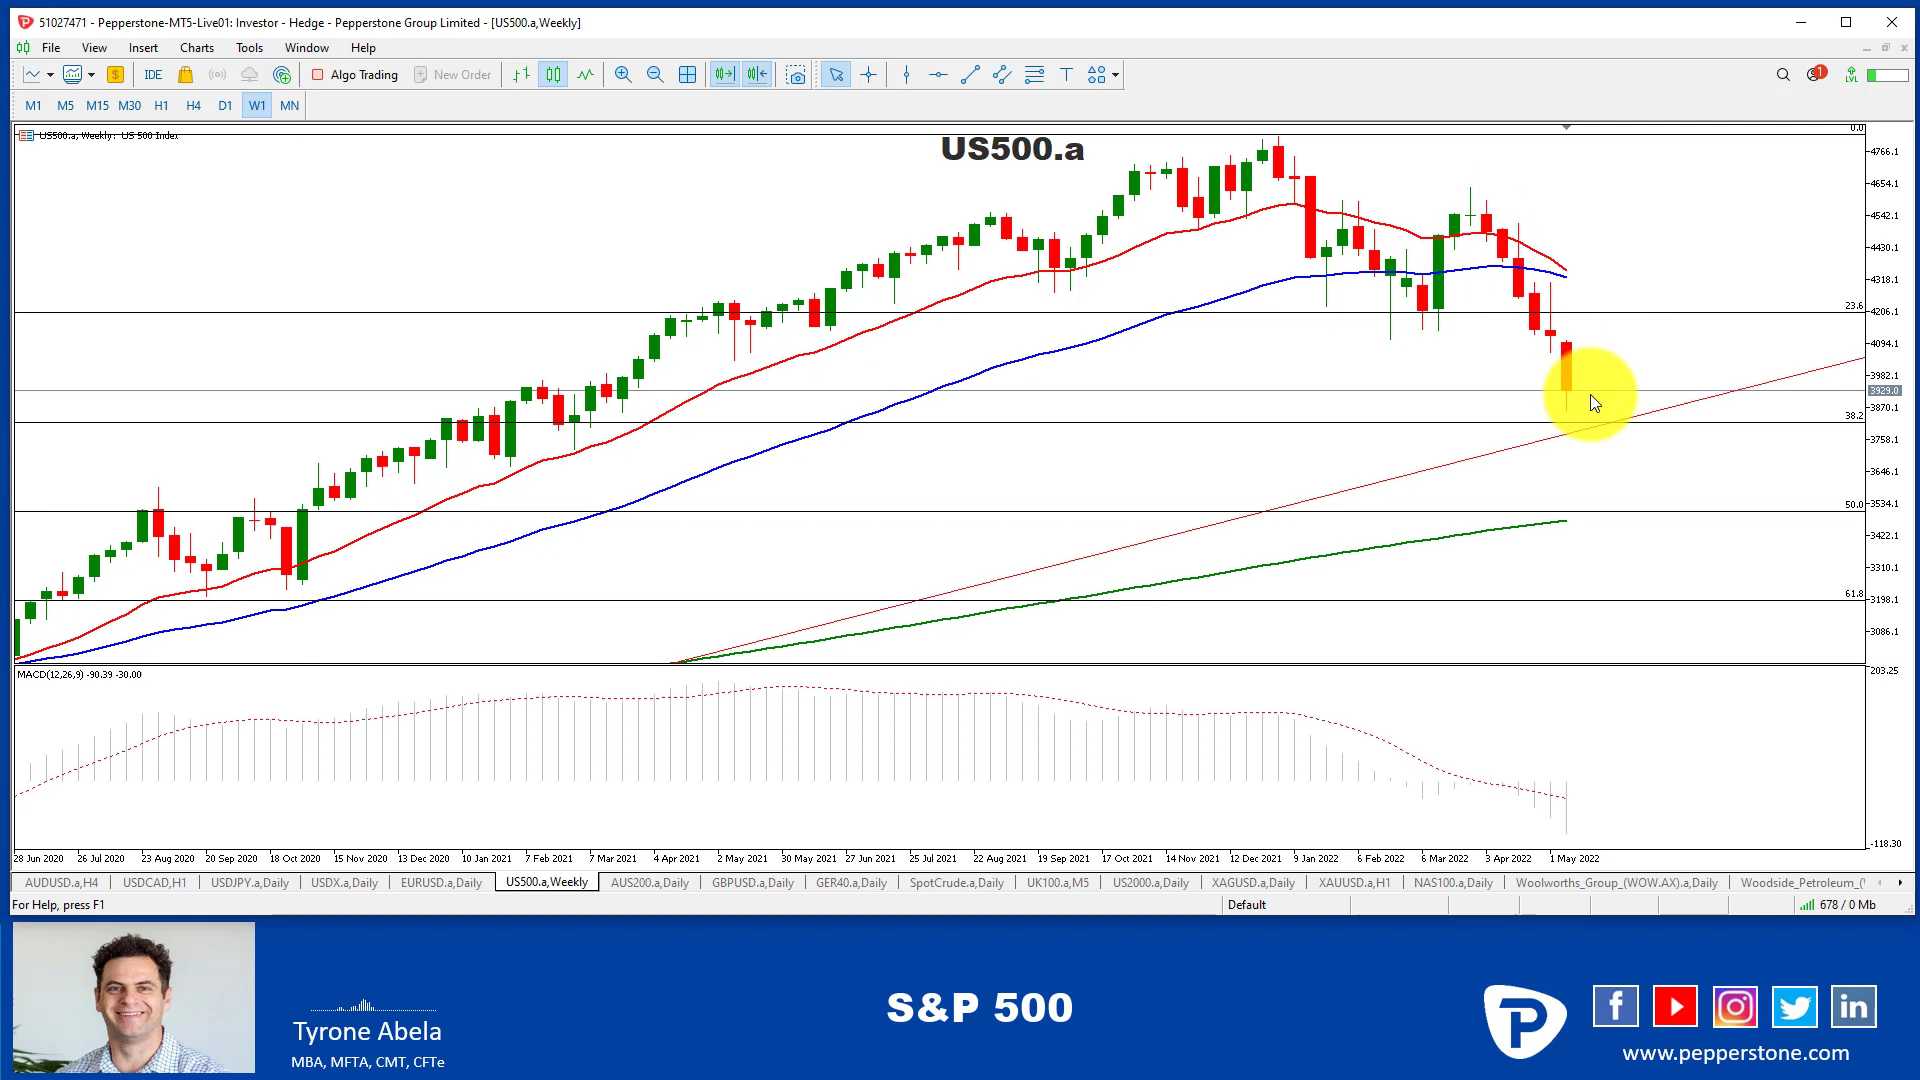 51027471 - Pepperstone-MT5-Live01: Investor - Hedge - Pepperstone Group Limited - [US500.a,Weekly]
File View Insert Charts Tools Window Help
IDE Algo Trading New Order 1 LVL
M1 M5 M15 M30 H1 H4 D1 W1 MN
US500.a, Weekly: US 500 Index
US500.a
0.0
4766.1
4654.1
4542.1
4430.1
4318.1
23.6
4206.1
4094.1
3982.1
3929.0
3870.1
38.2
3758.1
3646.1
3534.1
50.0
3422.1
3310.1
61.8
3198.1
3086.1
MACD(12,26,9) -90.39 -30.00
203.25
-118.30
28 Jun 2020 26 Jul 2020 23 Aug 2020 20 Sep 2020 18 Oct 2020 15 Nov 2020 13 Dec 2020 10 Jan 2021 7 Feb 2021 7 Mar 2021 4 Apr 2021 2 May 2021 30 May 2021 27 Jun 2021 25 Jul 2021 22 Aug 2021 19 Sep 2021 17 Oct 2021 14 Nov 2021 12 Dec 2021 9 Jan 2022 6 Feb 2022 6 Mar 2022 3 Apr 2022 1 May 2022
AUDUSD.a,H4 USDCAD,H1 USDJPY.a,Daily USDX.a,Daily EURUSD.a,Daily US500.a,Weekly AUS200.a,Daily GBPUSD.a,Daily GER40.a,Daily SpotCrude.a,Daily UK100.a,M5 US2000.a,Daily XAGUSD.a,Daily XAUUSD.a,H1 NAS100.a,Daily Woolworths_Group_(WOW.AX).a,Daily Woodside_Petroleum_(
For Help, press F1 Default 678 / 0 Mb
Tyrone Abela
MBA, MFTA, CMT, CFTe
S&P 500
www.pepperstone.com